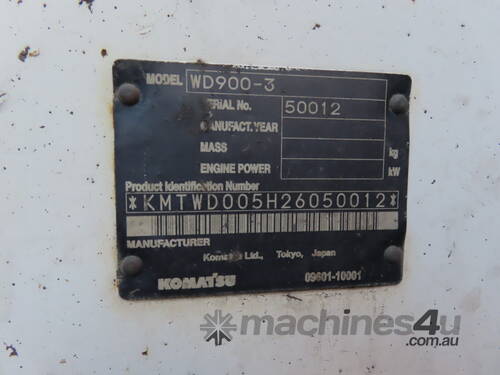 MODEL WD900-3
SERIAL No. 50012
MANUFACT. YEAR
MASS kg
ENGINE POWER kW
Product Identification Number
*KMTWD005H26050012*
MANUFACTURER
Komatsu Ltd., Tokyo, Japan
KOMATSU 09601-10001
machines4u
.com.au